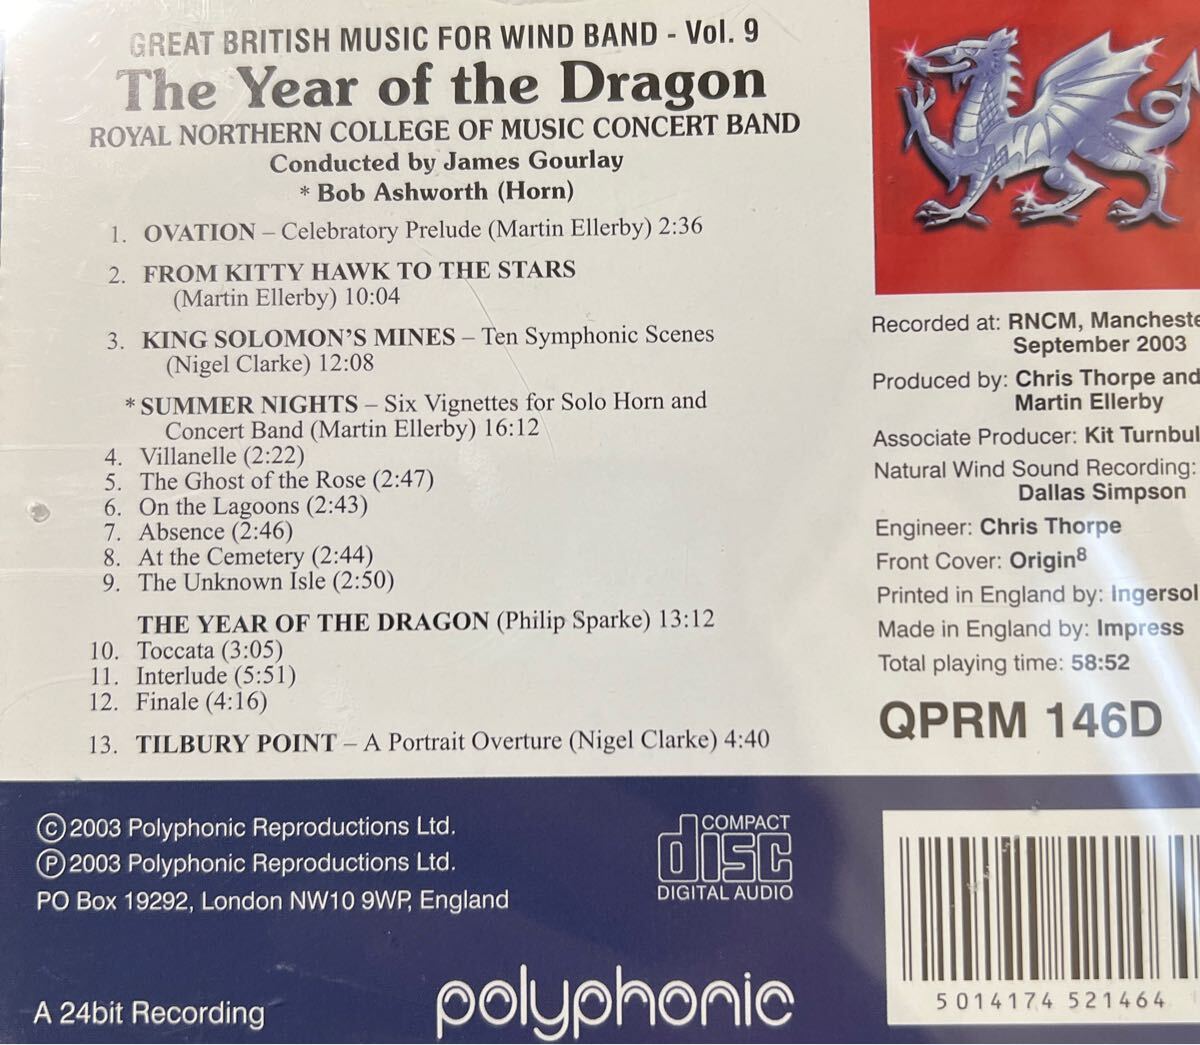 GREAT BRITISH MUSIC FOR WIND BAND - Vol. 9
The Year of the Dragon
ROYAL NORTHERN COLLEGE OF MUSIC CONCERT BAND
Conducted by James Gourlay
* Bob Ashworth (Horn)
1. OVATION – Celebratory Prelude (Martin Ellerby) 2:36
2. FROM KITTY HAWK TO THE STARS
(Martin Ellerby) 10:04
3. KING SOLOMON'S MINES – Ten Symphonic Scenes
(Nigel Clarke) 12:08
* SUMMER NIGHTS – Six Vignettes for Solo Horn and
Concert Band (Martin Ellerby) 16:12
4. Villanelle (2:22)
5. The Ghost of the Rose (2:47)
6. On the Lagoons (2:43)
7. Absence (2:46)
8. At the Cemetery (2:44)
9. The Unknown Isle (2:50)
THE YEAR OF THE DRAGON (Philip Sparke) 13:12
10. Toccata (3:05)
11. Interlude (5:51)
12. Finale (4:16)
13. TILBURY POINT – A Portrait Overture (Nigel Clarke) 4:40
Recorded at: RNCM, Mancheste
September 2003
Produced by: Chris Thorpe and
Martin Ellerby
Associate Producer: Kit Turnbul
Natural Wind Sound Recording:
Dallas Simpson
Engineer: Chris Thorpe
Front Cover: Origin8
Printed in England by: Ingersol
Made in England by: Impress
Total playing time: 58:52
QPRM 146D
© 2003 Polyphonic Reproductions Ltd.
℗ 2003 Polyphonic Reproductions Ltd.
PO Box 19292, London NW10 9WP, England
COMPACT
disc
DIGITAL AUDIO
A 24bit Recording
polyphonic
5 014174 521464